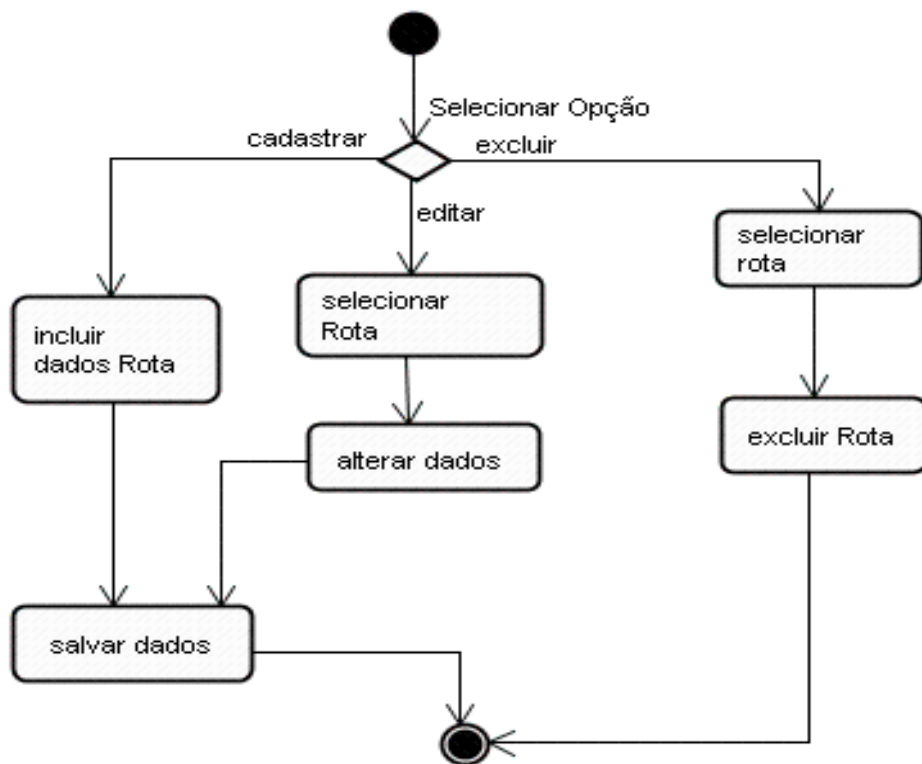 Selecionar Opção
cadastrar
excluir
editar
selecionar
rota
selecionar
Rota
incluir
dados Rota
excluir Rota
alterar dados
salvar dados